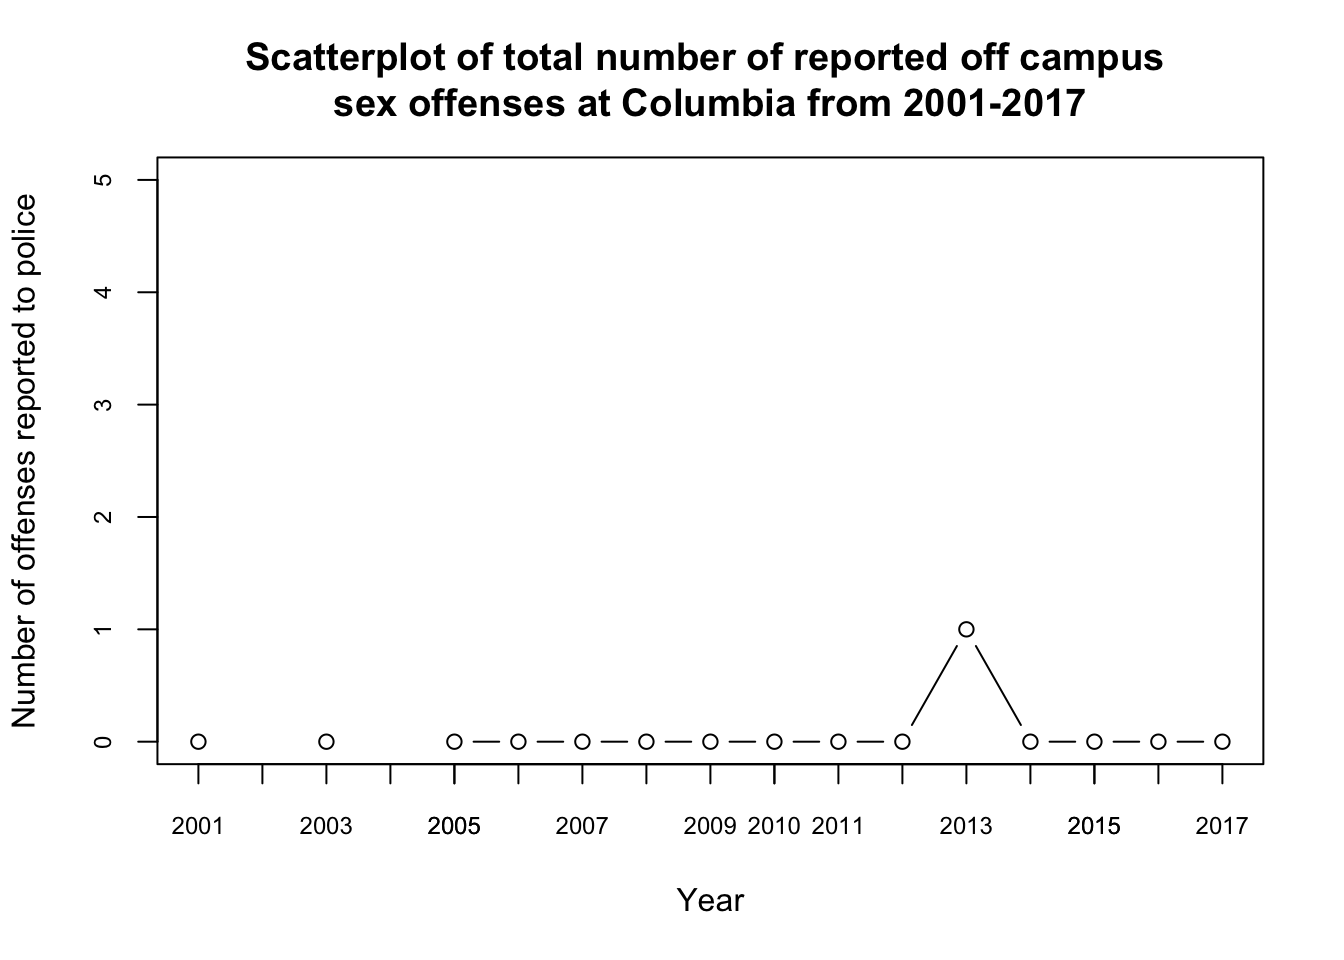 Scatterplot of total number of reported off campus
sex offenses at Columbia from 2001-2017
Number of offenses reported to police
5
4
3
2
1
0
2001 2003 2005 2007 2009 2010 2011 2013 2015 2017
Year